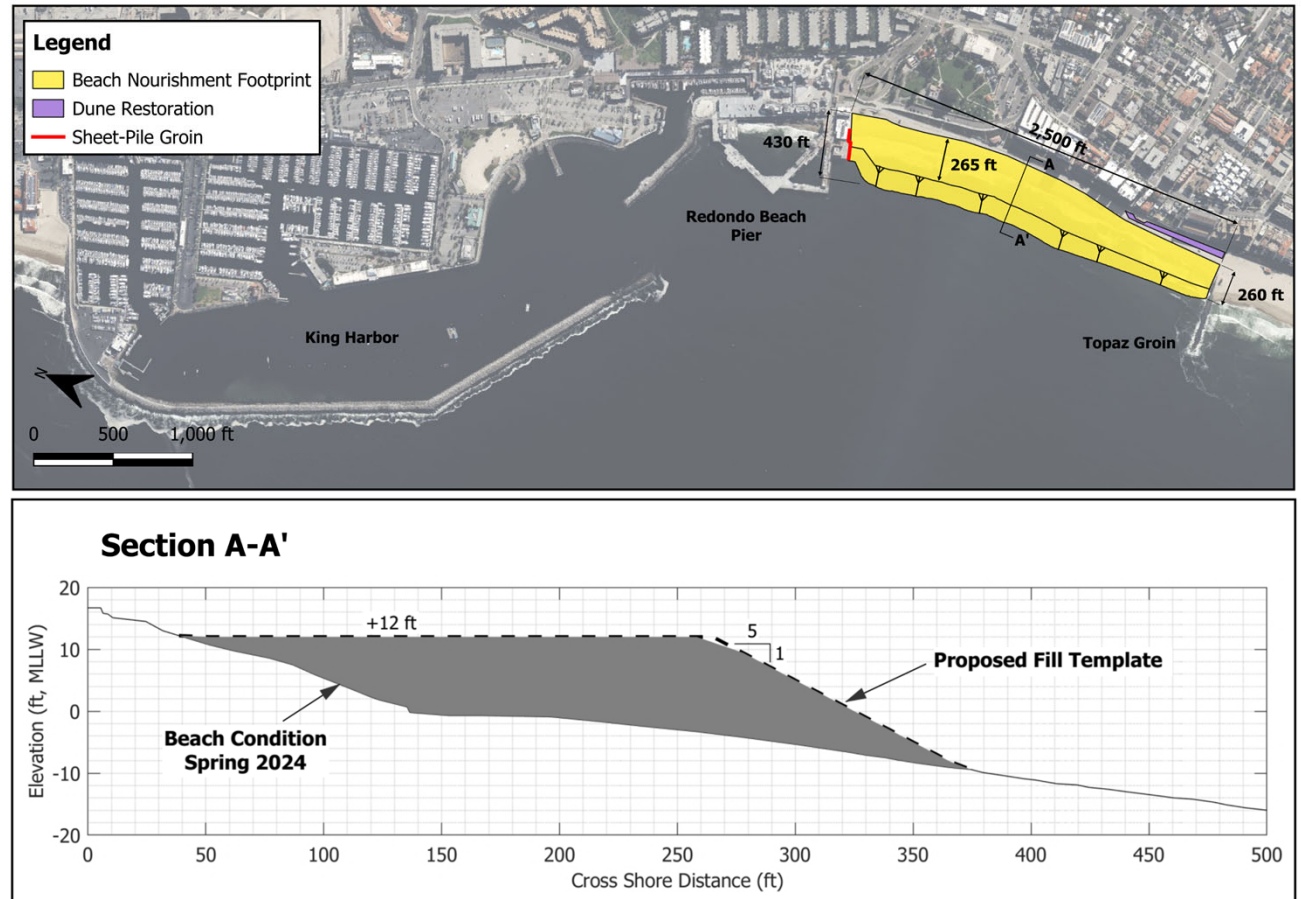 Legend
Beach Nourishment Footprint
Dune Restoration
Sheet-Pile Groin
430 ft
2,500 ft
265 ft
A
A'
260 ft
Redondo Beach
Pier
King Harbor
Topaz Groin
N
0 500 1,000 ft
Section A-A'
20
10
0
-10
-20
Elevation (ft, MLLW)
+12 ft
5
1
Proposed Fill Template
Beach Condition
Spring 2024
0 50 100 150 200 250 300 350 400 450 500
Cross Shore Distance (ft)